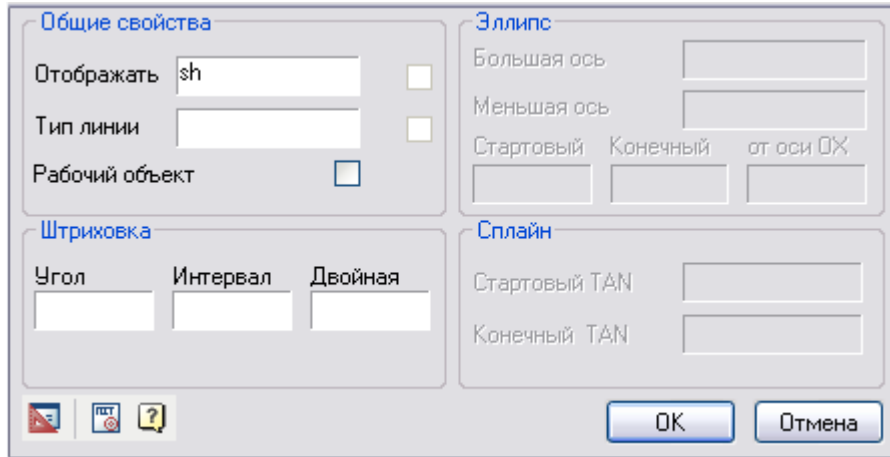 Общие свойства
Отображать sh
Тип линии
Рабочий объект
Эллипс
Большая ось
Меньшая ось
Стартовый Конечный от оси OX
Штриховка
Угол Интервал Двойная
Сплайн
Стартовый TAN
Конечный TAN
OK Отмена